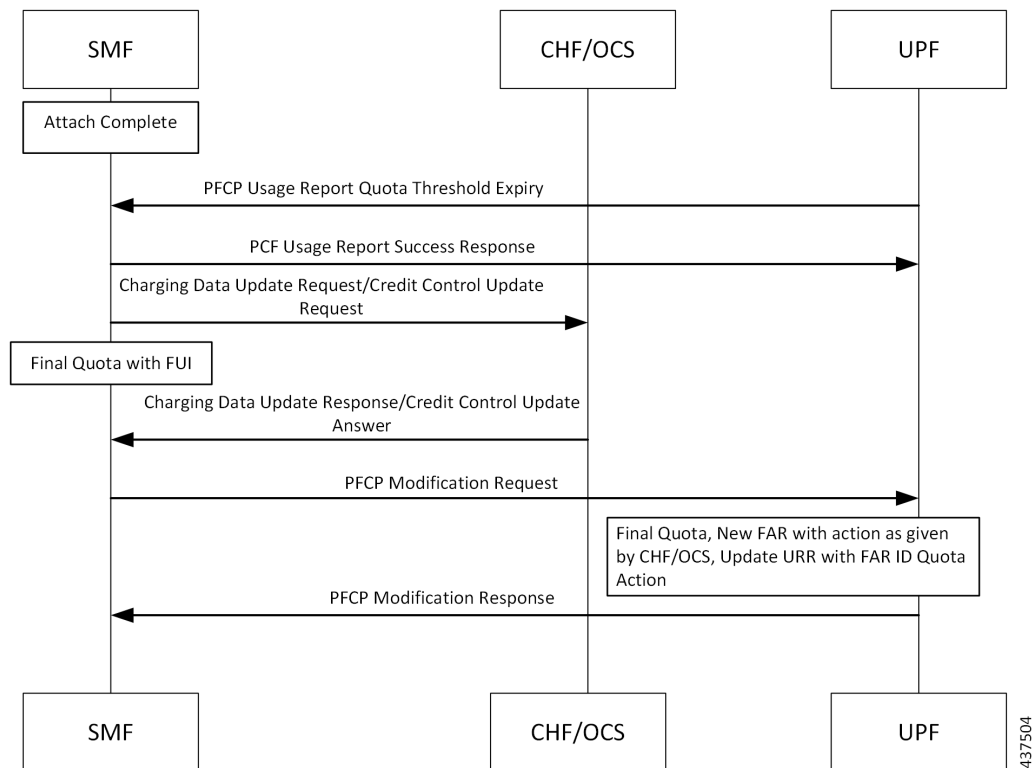 SMF
CHF/OCS
UPF
Attach Complete
PFCP Usage Report Quota Threshold Expiry
PCF Usage Report Success Response
Charging Data Update Request/Credit Control Update
Request
Final Quota with FUI
Charging Data Update Response/Credit Control Update
Answer
PFCP Modification Request
Final Quota, New FAR with action as given
by CHF/OCS, Update URR with FAR ID Quota
Action
PFCP Modification Response
SMF
CHF/OCS
UPF
437504